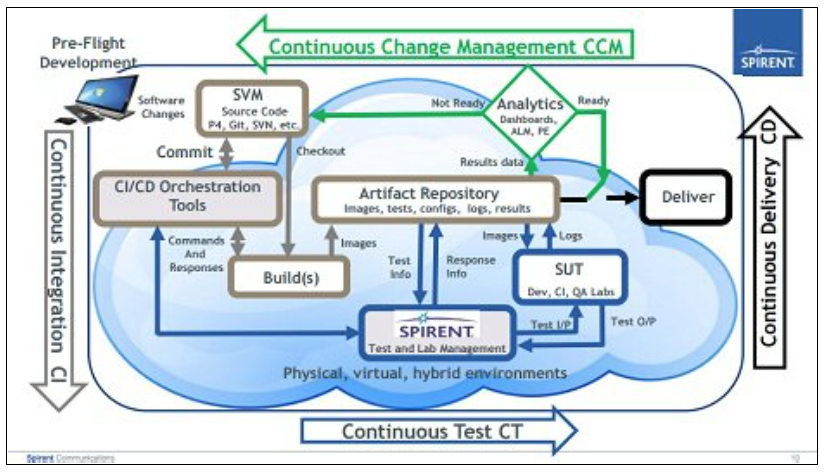 Continuous Change Management CCM
SPIRENT
Pre-Flight
Development
Software
Changes
SVM
Source Code
P4, Git, SVN, etc.
Not Ready
Analytics
Dashboards,
ALM, PE
Ready
Commit
Checkout
Results data
CI/CD Orchestration
Tools
Artifact Repository
Images, tests, configs, logs, results
Deliver
Commands
And
Responses
Images
Build(s)
Test
Info
Response
Info
Images
Logs
SUT
Dev, CI, QA Labs
SPIRENT
Test and Lab Management
Test I/P
Test O/P
Physical, virtual, hybrid environments
Continuous Integration CI
Continuous Delivery CD
Continuous Test CT
Spirent Communications
10